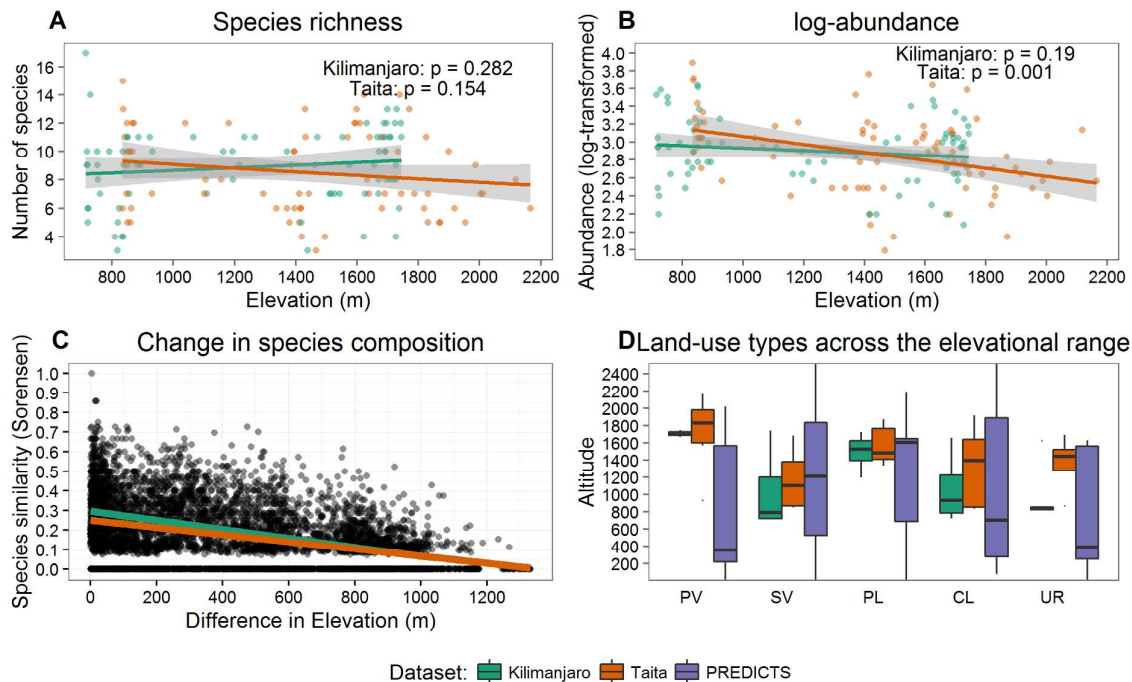 A Species richness
Number of species
16
14
12
10
8
6
4
Kilimanjaro: p = 0.282
Taita: p = 0.154
800 1000 1200 1400 1600 1800 2000 2200
Elevation (m)
B log-abundance
Abundance (log-transformed)
4.0
3.8
3.6
3.5
3.3
3.1
3.0
2.8
2.6
2.4
2.2
2.1
2.0
1.8
Kilimanjaro: p = 0.19
Taita: p = 0.001
800 1000 1200 1400 1600 1800 2000 2200
Elevation (m)
C Change in species composition
Species similarity (Sorensen)
1.0
0.9
0.8
0.7
0.6
0.5
0.4
0.3
0.2
0.1
0.0
0 200 400 600 800 1000 1200
Difference in Elevation (m)
D Land-use types across the elevational range
Altitude
2400
2200
2000
1800
1600
1400
1200
1000
800
600
400
200
PV SV PL CL UR
Dataset: Kilimanjaro Taita PREDICTS